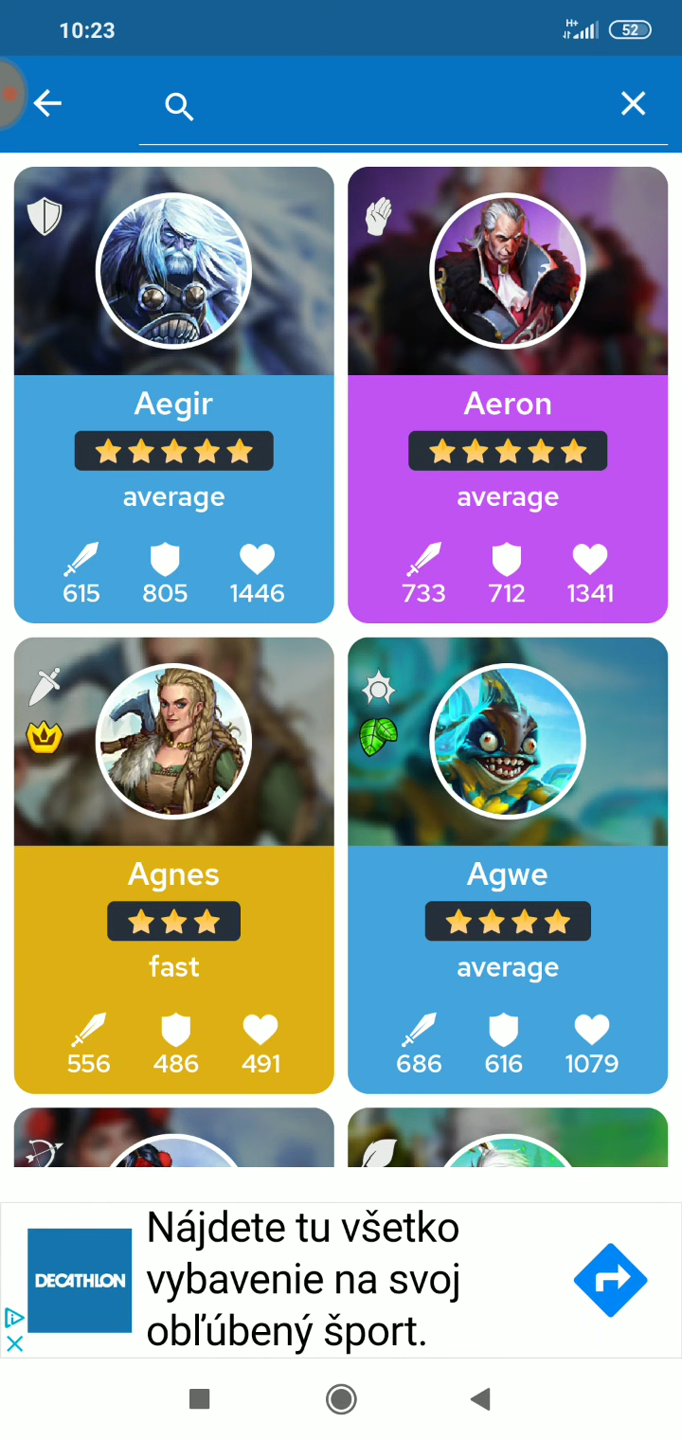 10:23
H+
52
Aegir
average
615 805 1446
Aeron
average
733 712 1341
Agnes
fast
556 486 491
Agwe
average
686 616 1079
DECATHLON
Nájdete tu všetko
vybavenie na svoj
obľúbený šport.